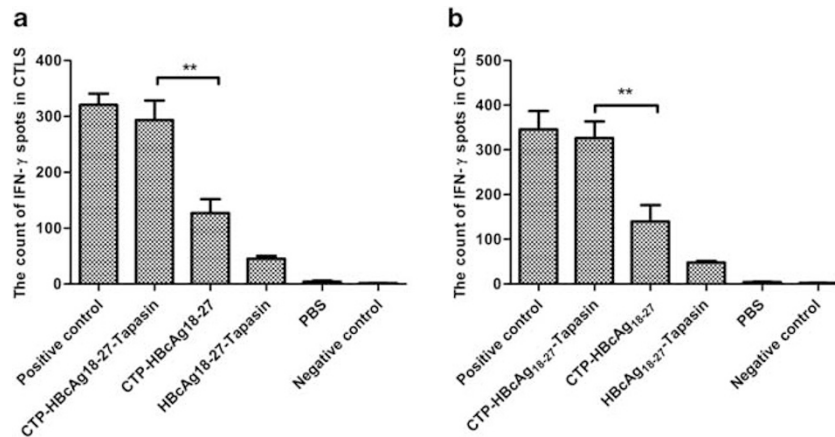 a
The count of IFN-γ spots in CTLS
400
300
200
100
0
**
Positive control
CTP-HBcAg18-27-Tapasin
CTP-HBcAg18-27
HBcAg18-27-Tapasin
PBS
Negative control
b
The count of IFN-γ spots in CTLS
500
400
300
200
100
0
**
Positive control
CTP-HBcAg₁₈₋₂₇-Tapasin
CTP-HBcAg₁₈₋₂₇
HBcAg₁₈₋₂₇-Tapasin
PBS
Negative control